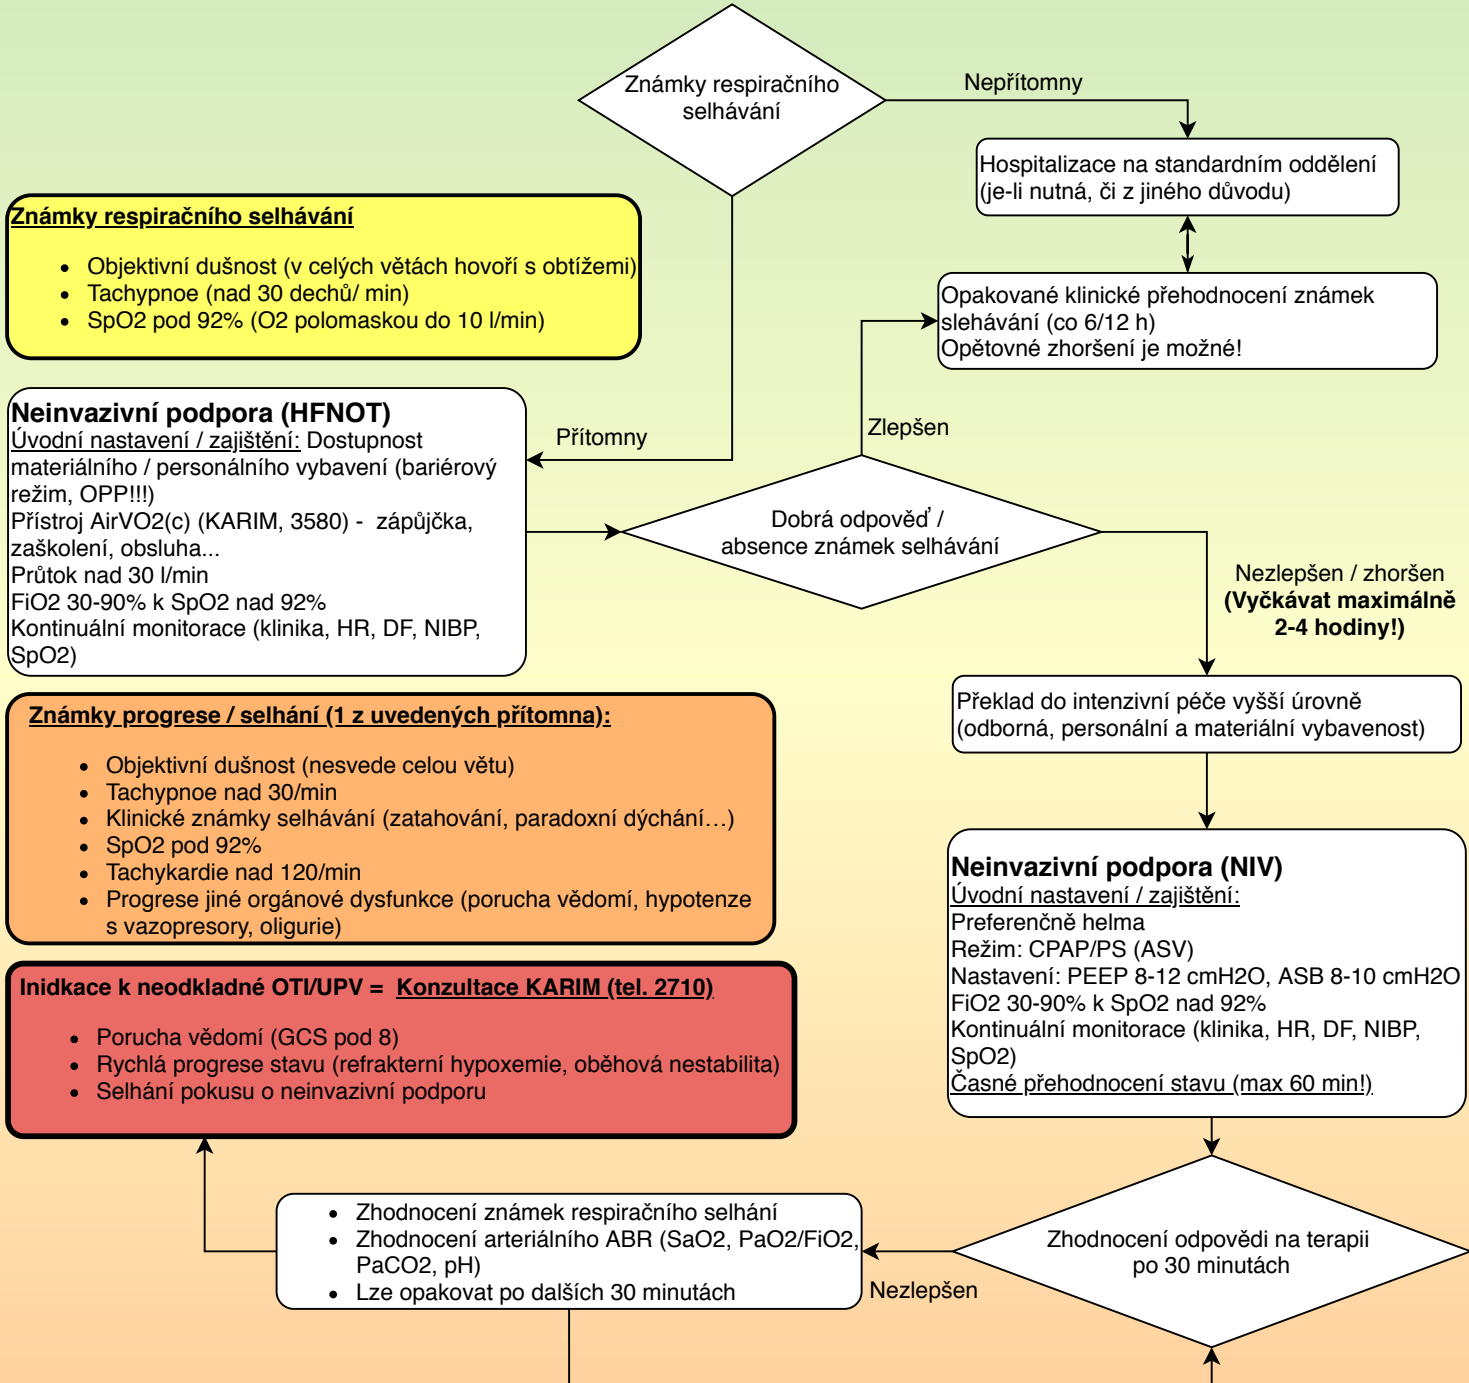 Známky respiračního
selhávání
Nepřítomny
Hospitalizace na standardním oddělení
(je-li nutná, či z jiného důvodu)
Známky respiračního selhávání
• Objektivní dušnost (v celých větách hovoří s obtížemi)
• Tachypnoe (nad 30 dechů/ min)
• SpO2 pod 92% (O2 polomaskou do 10 l/min)
Opakované klinické přehodnocení známek
slehávání (co 6/12 h)
Opětovné zhoršení je možné!
Neinvazivní podpora (HFNOT)
Úvodní nastavení / zajištění: Dostupnost
materiálního / personálního vybavení (bariérový
režim, OPP!!!)
Přístroj AirVO2(c) (KARIM, 3580) - zápůjčka,
zaškolení, obsluha...
Průtok nad 30 l/min
FiO2 30-90% k SpO2 nad 92%
Kontinuální monitorace (klinika, HR, DF, NIBP,
SpO2)
Přítomny
Zlepšen
Dobrá odpověď /
absence známek selhávání
Nezlepšen / zhoršen
(Vyčkávat maximálně
2-4 hodiny!)
Překlad do intenzivní péče vyšší úrovně
(odborná, personální a materiální vybavenost)
Známky progrese / selhání (1 z uvedených přítomna):
• Objektivní dušnost (nesvede celou větu)
• Tachypnoe nad 30/min
• Klinické známky selhávání (zatahování, paradoxní dýchání…)
• SpO2 pod 92%
• Tachykardie nad 120/min
• Progrese jiné orgánové dysfunkce (porucha vědomí, hypotenze
s vazopresory, oligurie)
Neinvazivní podpora (NIV)
Úvodní nastavení / zajištění:
Preferenčně helma
Režim: CPAP/PS (ASV)
Nastavení: PEEP 8-12 cmH2O, ASB 8-10 cmH2O
FiO2 30-90% k SpO2 nad 92%
Kontinuální monitorace (klinika, HR, DF, NIBP,
SpO2)
Časné přehodnocení stavu (max 60 min!)
Inidkace k neodkladné OTI/UPV = Konzultace KARIM (tel. 2710)
• Porucha vědomí (GCS pod 8)
• Rychlá progrese stavu (refrakterní hypoxemie, oběhová nestabilita)
• Selhání pokusu o neinvazivní podporu
• Zhodnocení známek respiračního selhání
• Zhodnocení arteriálního ABR (SaO2, PaO2/FiO2,
PaCO2, pH)
• Lze opakovat po dalších 30 minutách
Nezlepšen
Zhodnocení odpovědi na terapii
po 30 minutách